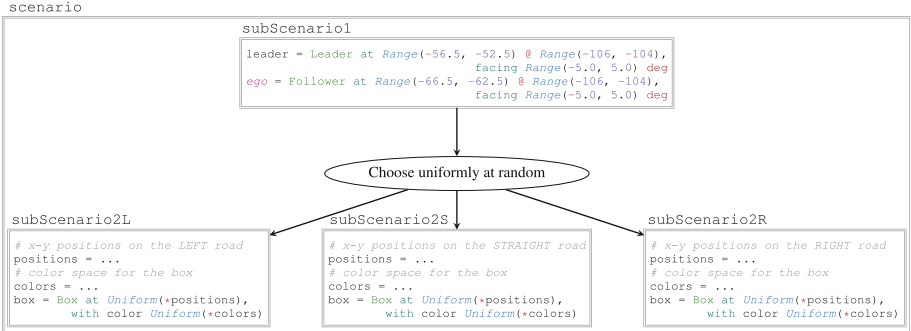 scenario
subScenario1
leader = Leader at Range(-56.5, -52.5) @ Range(-106, -104),
facing Range(-5.0, 5.0) deg
ego = Follower at Range(-66.5, -62.5) @ Range(-106, -104),
facing Range(-5.0, 5.0) deg
Choose uniformly at random
subScenario2L
# x-y positions on the LEFT road
positions = ...
# color space for the box
colors = ...
box = Box at Uniform(*positions),
with color Uniform(*colors)
subScenario2S
# x-y positions on the STRAIGHT road
positions = ...
# color space for the box
colors = ...
box = Box at Uniform(*positions),
with color Uniform(*colors)
subScenario2R
# x-y positions on the RIGHT road
positions = ...
# color space for the box
colors = ...
box = Box at Uniform(*positions),
with color Uniform(*colors)